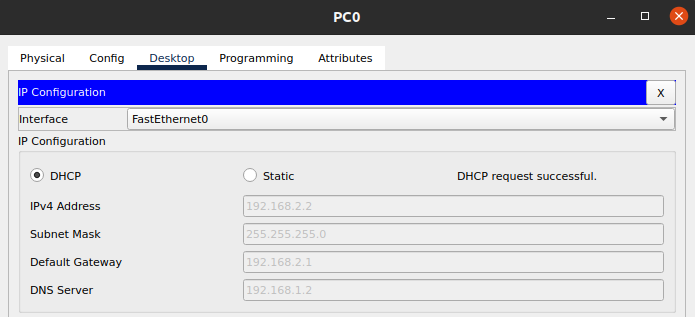 PC0
Physical Config Desktop Programming Attributes
IP Configuration X
Interface FastEthernet0
IP Configuration
DHCP Static DHCP request successful.
IPv4 Address 192.168.2.2
Subnet Mask 255.255.255.0
Default Gateway 192.168.2.1
DNS Server 192.168.1.2